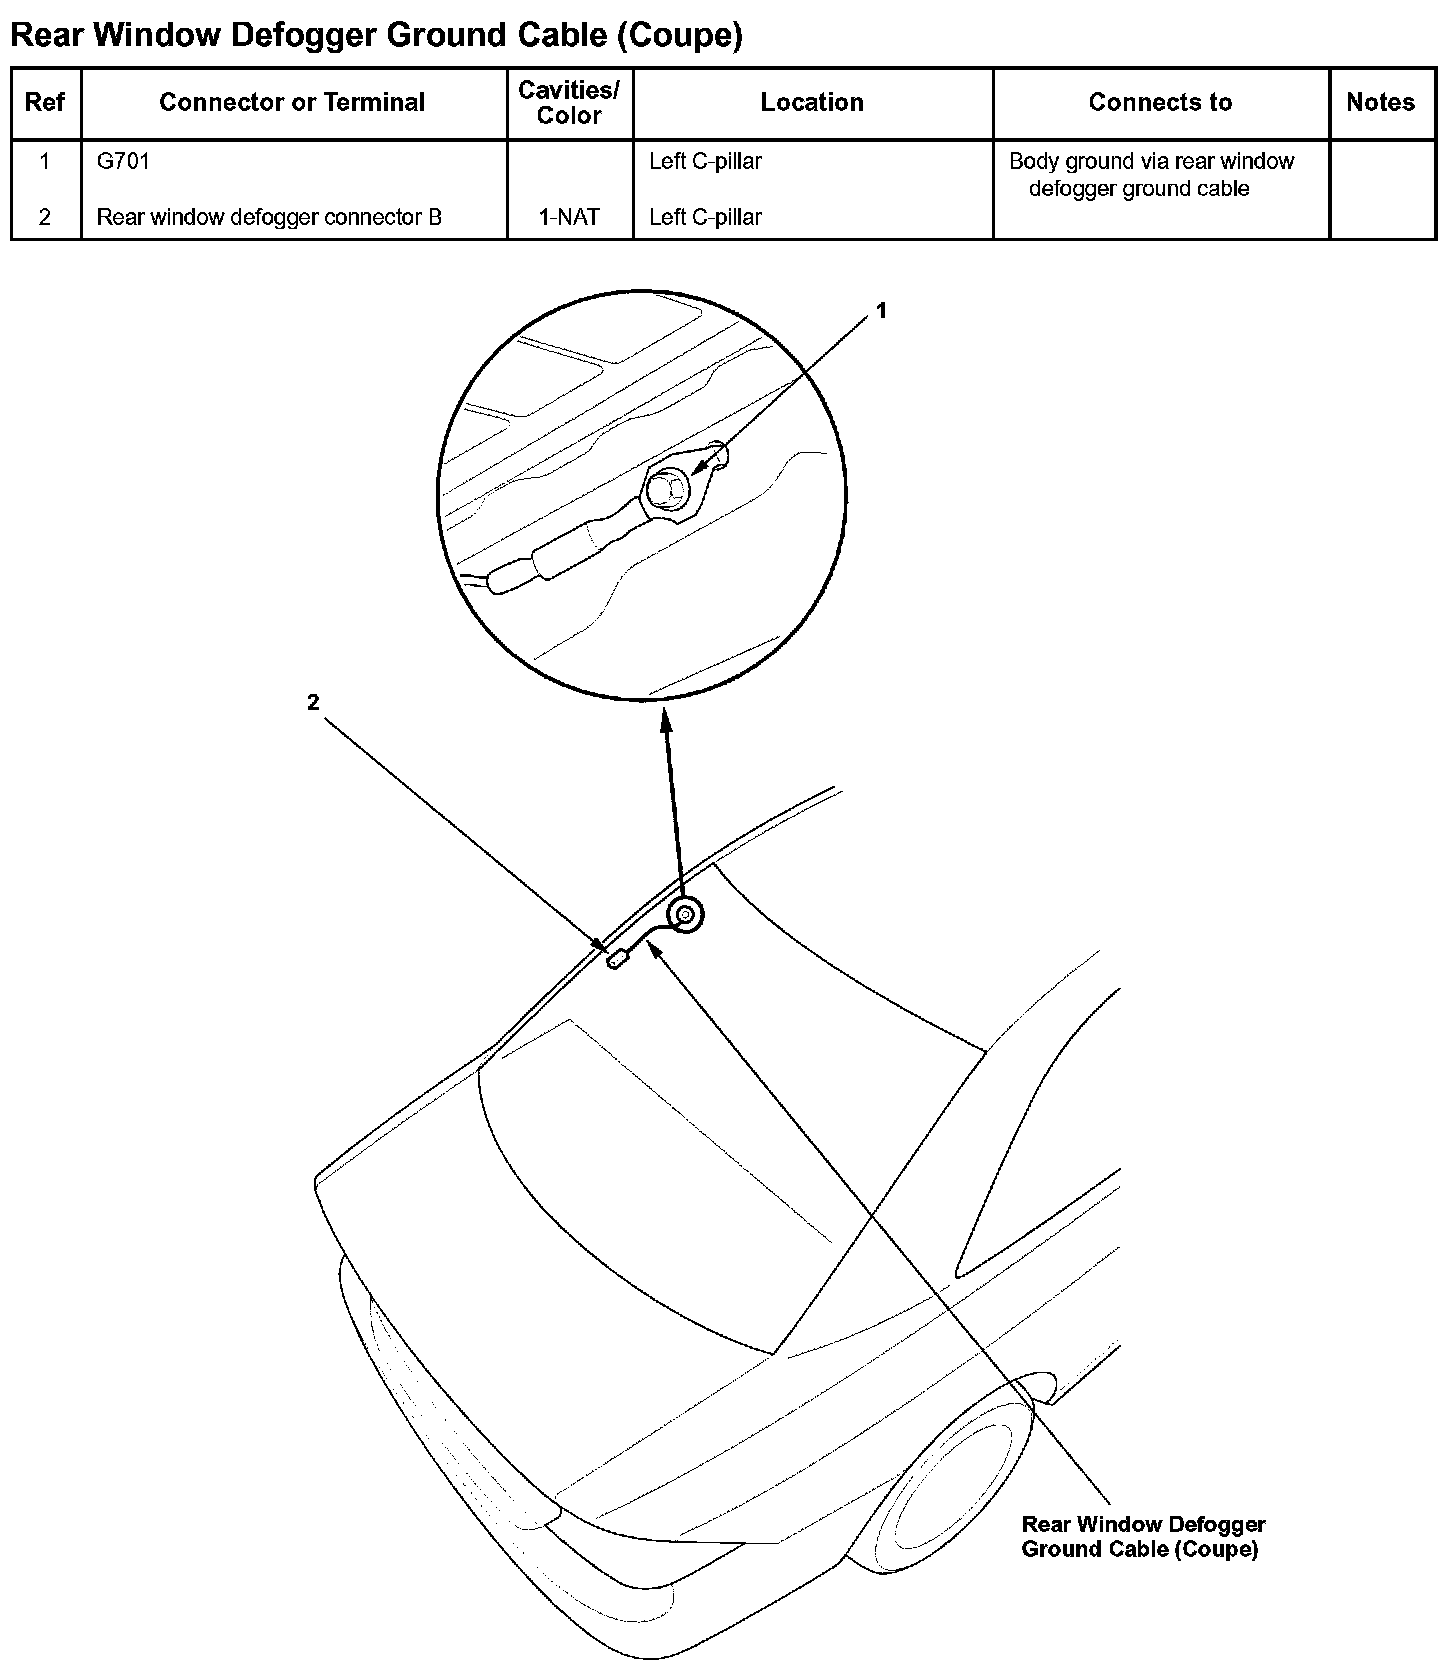 Rear Window Defogger Ground Cable (Coupe)
Ref Connector or Terminal Cavities/ Color Location Connects to Notes
1 G701 Left C-pillar Body ground via rear window
defogger ground cable
2 Rear window defogger connector B 1-NAT Left C-pillar
1
2
Rear Window Defogger
Ground Cable (Coupe)